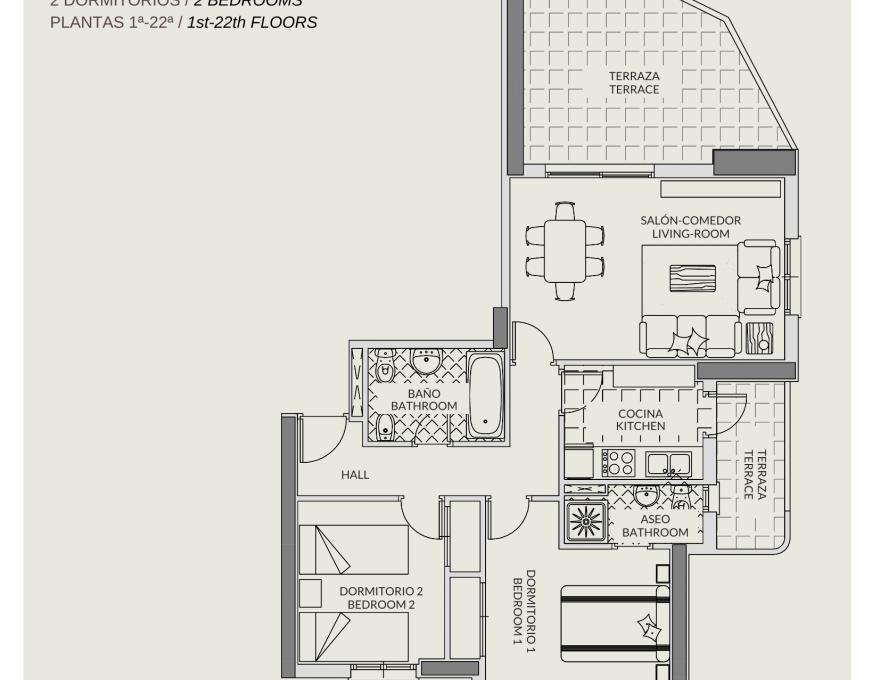 2 DORMITORIOS / 2 BEDROOMS
PLANTAS 1ª-22ª / 1st-22th FLOORS
TERRAZA
TERRACE
SALÓN-COMEDOR
LIVING-ROOM
BAÑO
BATHROOM
COCINA
KITCHEN
HALL
TERRAZA
TERRACE
ASEO
BATHROOM
DORMITORIO 2
BEDROOM 2
DORMITORIO 1
BEDROOM 1